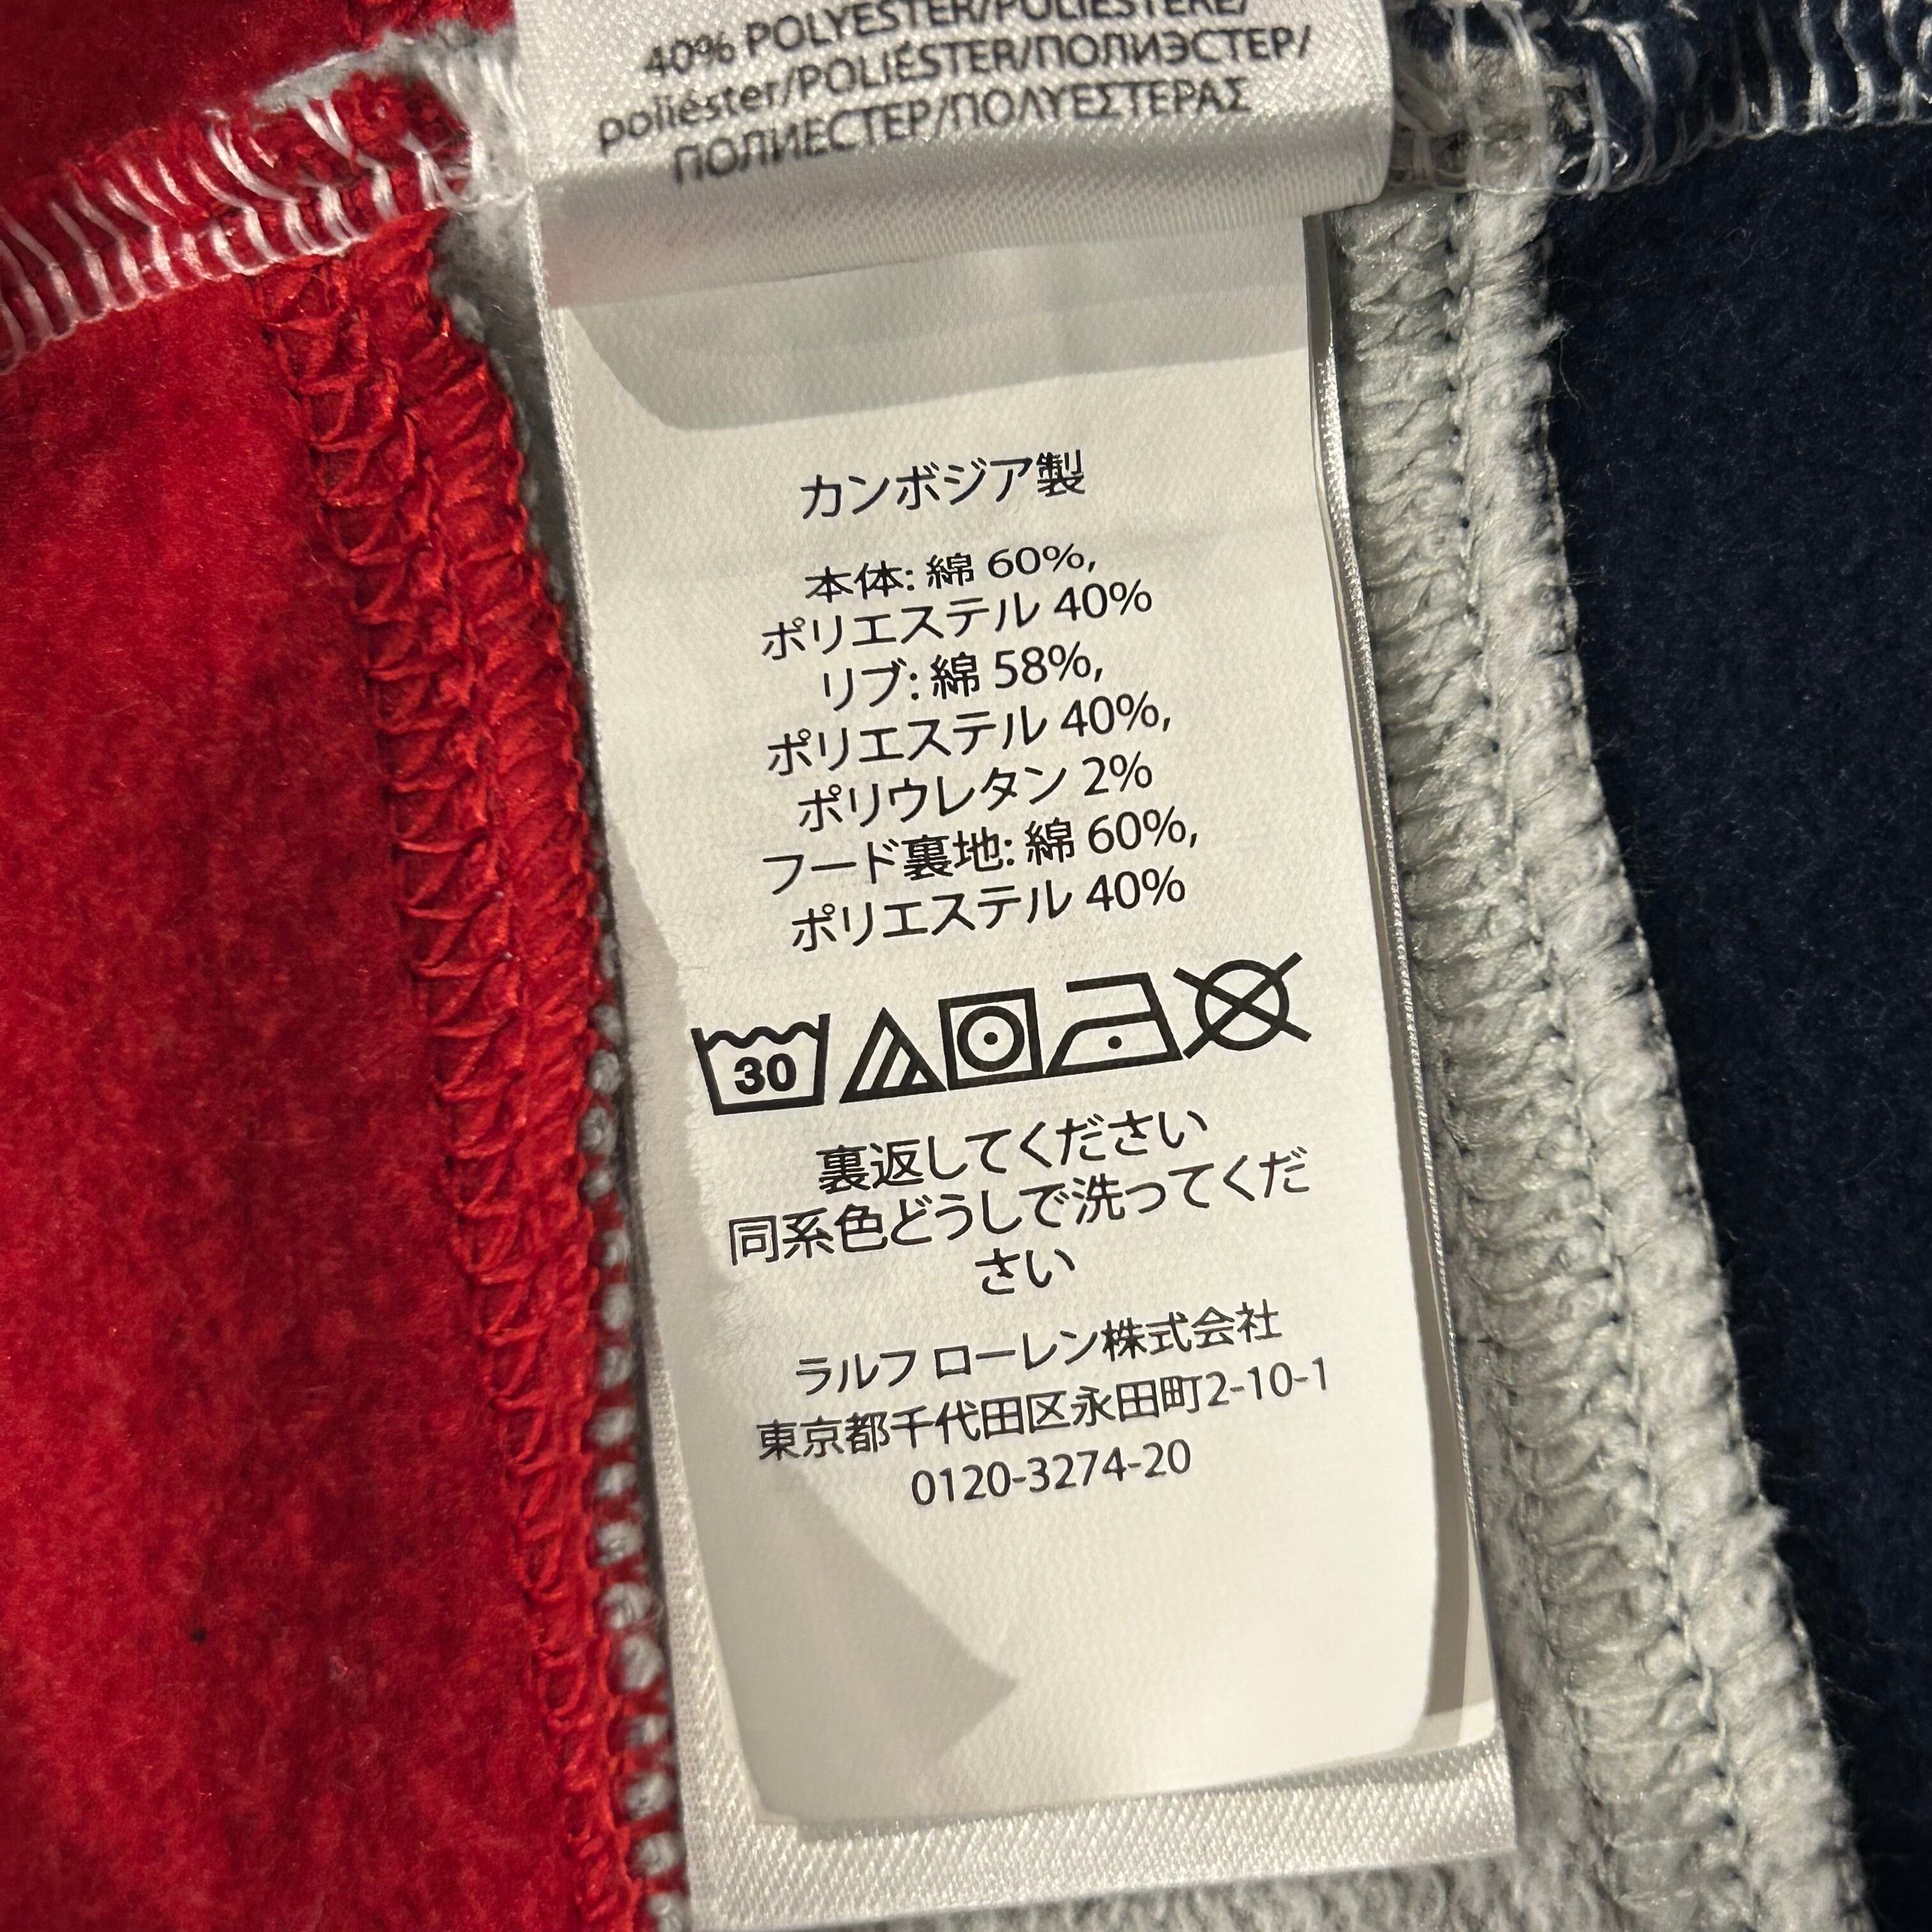 40% POLYESTER/POLIESTERE/
poliéster/POLIÉSTER/ПОЛИЭСТЕР/
ПОЛИЕСТЕР/ΠΟΛΥΕΣΤΕΡΑΣ
カンボジア製
本体: 綿 60%,
ポリエステル 40%
リブ: 綿 58%,
ポリエステル 40%,
ポリウレタン 2%
フード裏地: 綿 60%,
ポリエステル 40%
30
裏返してください
同系色どうしで洗ってくだ
さい
ラルフ ローレン株式会社
東京都千代田区永田町2-10-1
0120-3274-20